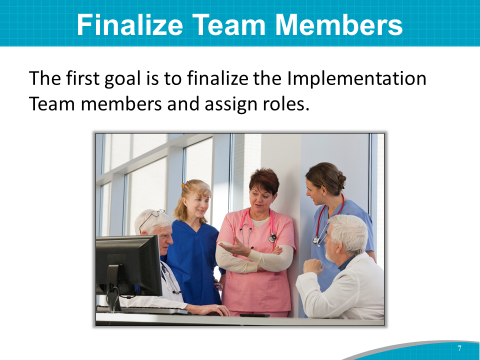 Finalize Team Members
The first goal is to finalize the Implementation
Team members and assign roles.
7